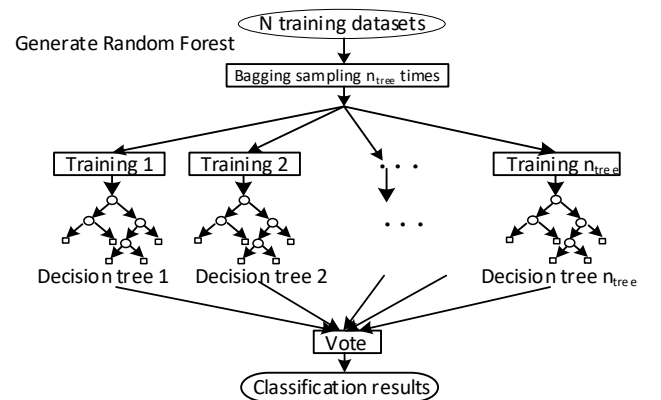 N training datasets
Generate Random Forest
Bagging sampling ntree times
Training 1
Training 2
. . .
Training ntree
. . .
Decision tree 1
Decision tree 2
Decision tree ntree
Vote
Classification results